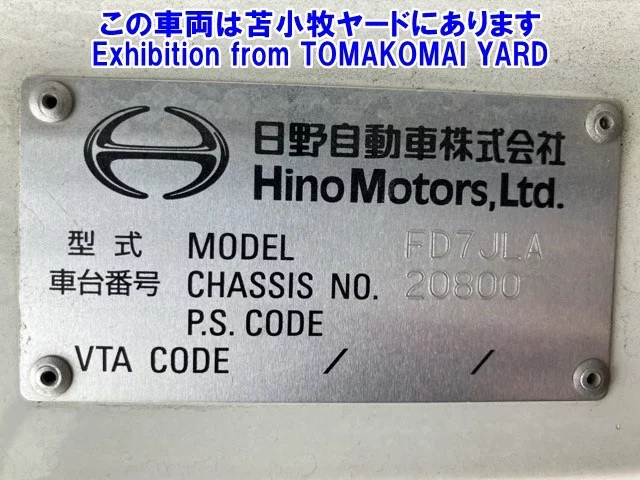 この車両は苫小牧ヤードにあります
Exhibition from TOMAKOMAI YARD
日野自動車株式会社
Hino Motors, Ltd.
型式 MODEL FD7JLA
車台番号 CHASSIS NO. 20800
P.S. CODE
VTA CODE / /